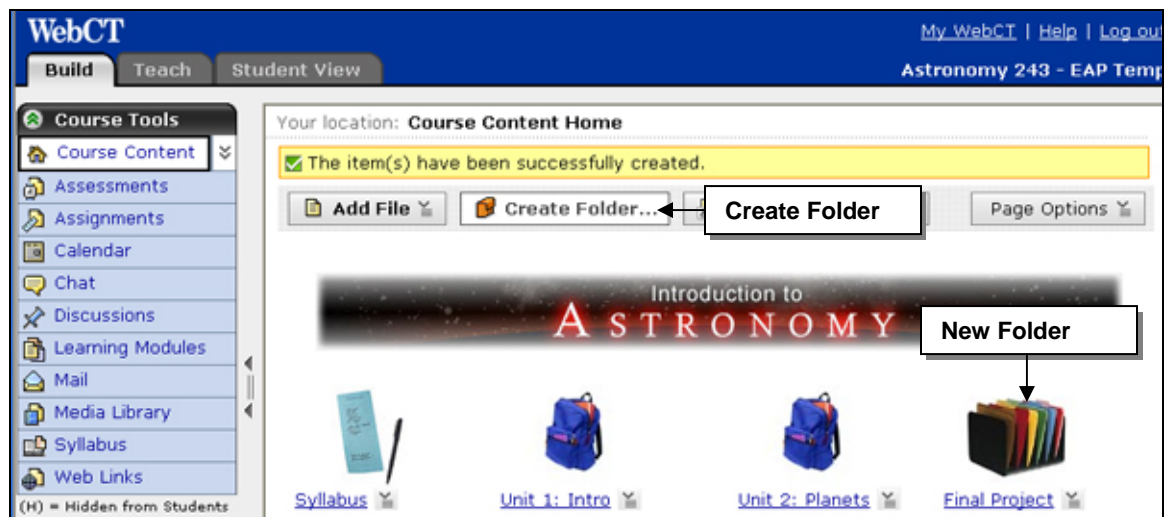 WebCT
My WebCT | Help | Log out
Build Teach Student View
Astronomy 243 - EAP Temp
Course Tools
Course Content
Assessments
Assignments
Calendar
Chat
Discussions
Learning Modules
Mail
Media Library
Syllabus
Web Links
(H) = Hidden from Students
Your location: Course Content Home
The item(s) have been successfully created.
Add File
Create Folder...
Create Folder
Page Options
Introduction to
ASTRONOMY
New Folder
Syllabus
Unit 1: Intro
Unit 2: Planets
Final Project